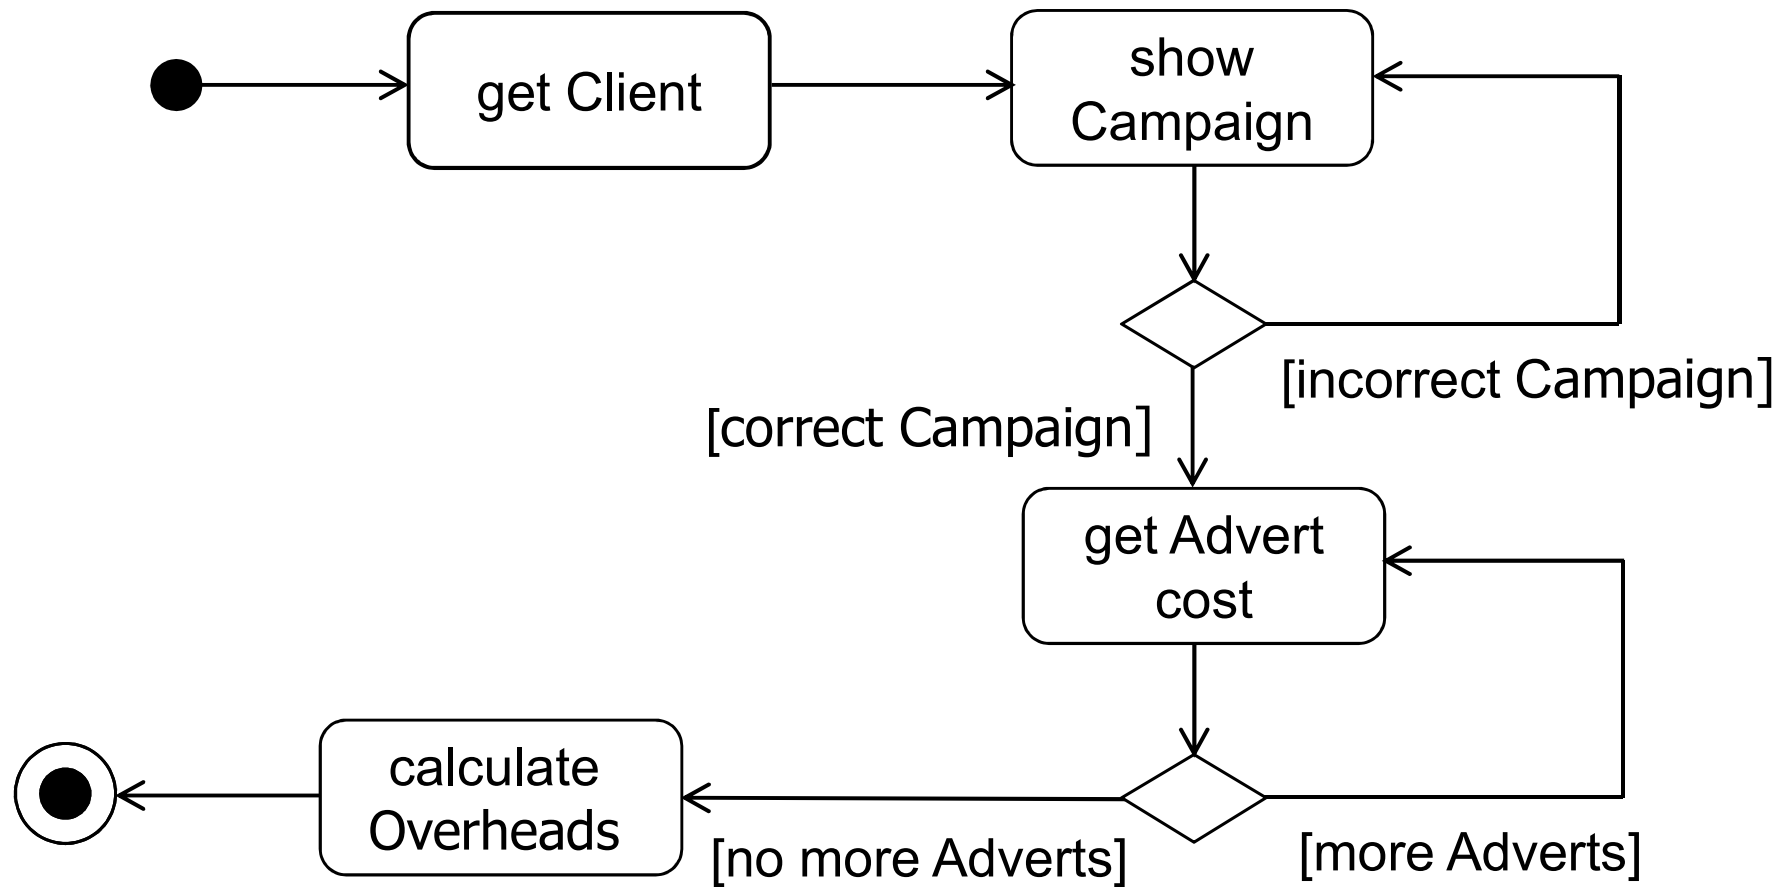 get Client
show
Campaign
[incorrect Campaign]
[correct Campaign]
get Advert
cost
calculate
Overheads
[no more Adverts]
[more Adverts]